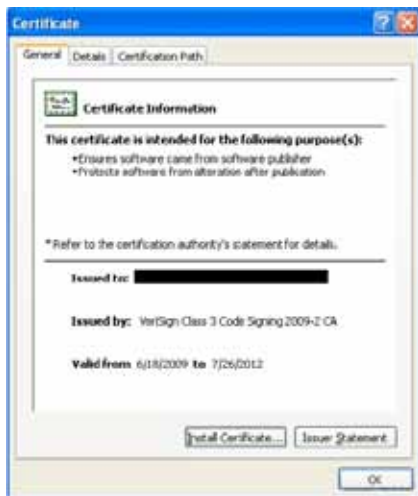 Certificate
General Details Certification Path
Certificate Information
This certificate is intended for the following purpose(s):
•Ensures software came from software publisher
•Protects software from alteration after publication
*Refer to the certification authority's statement for details.
Issued to:
Issued by: VeriSign Class 3 Code Signing 2009-2 CA
Valid from 6/18/2009 to 7/26/2012
Install Certificate... Issuer Statement
OK